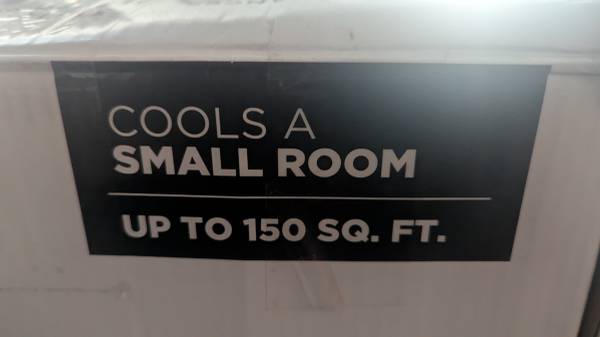 COOLS A
SMALL ROOM
UP TO 150 SQ. FT.